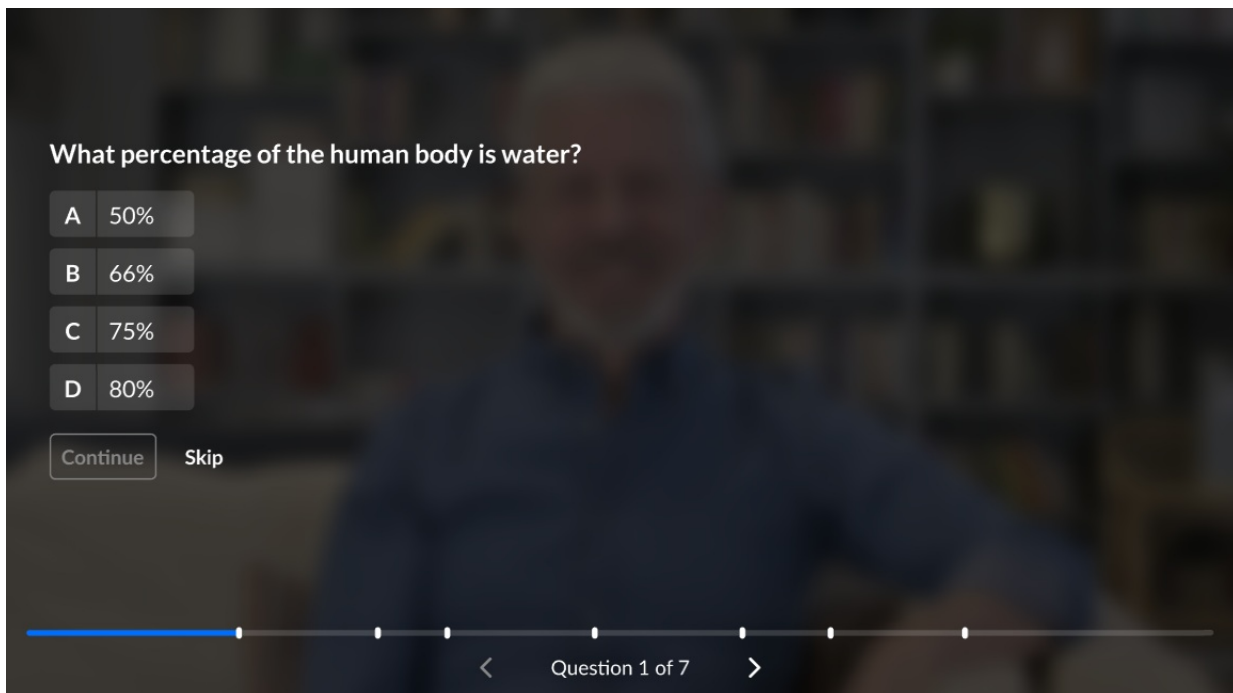 What percentage of the human body is water?
A 50%
B 66%
C 75%
D 80%
Continue Skip
Question 1 of 7